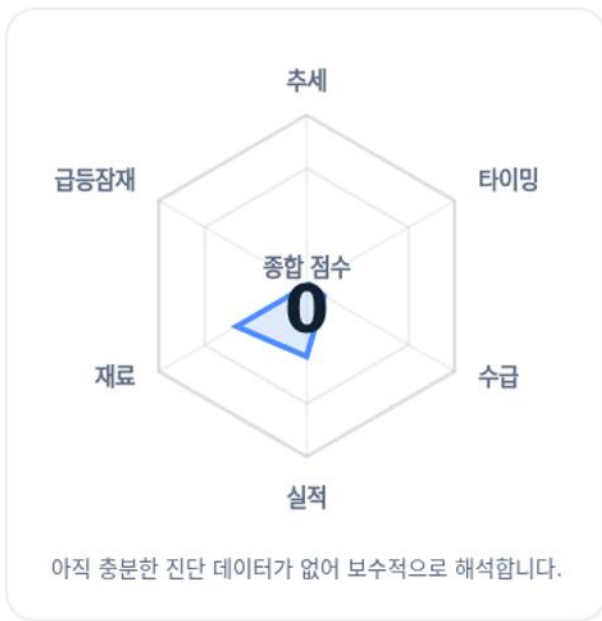 추세
급등잠재
타이밍
종합 점수
0
재료
수급
실적
아직 충분한 진단 데이터가 없어 보수적으로 해석합니다.